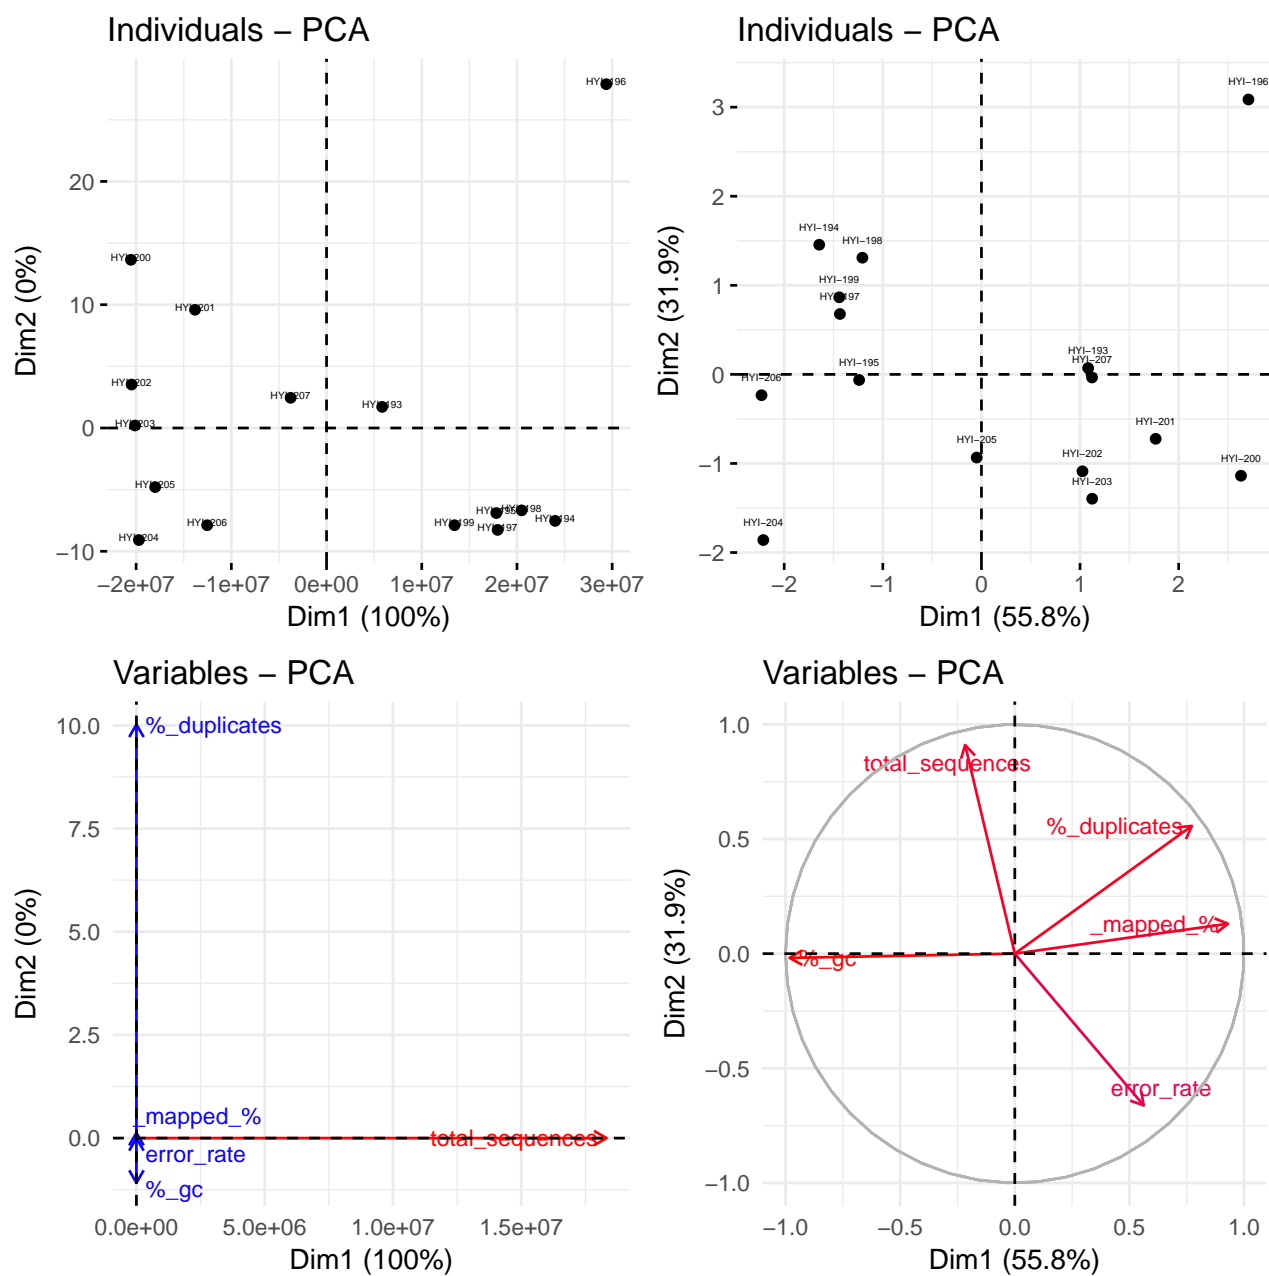 Individuals – PCA
HYI–196
20
HYI–200
10
HYI–201
HYI–202
HYI–207
HYI–193
0
HYI–203
HYI–205
HYI–206
HYI–199
HYI–195
HYI–198
HYI–197
HYI–194
HYI–204
−10
−2e+07 −1e+07 0e+00 1e+07 2e+07 3e+07
Dim1 (100%)
Dim2 (0%)
Individuals – PCA
HYI–196
3
2
HYI–194
HYI–198
1
HYI–199
HYI–197
HYI–193
HYI–207
HYI–195
0
HYI–206
HYI–201
HYI–205
HYI–202
−1
HYI–200
HYI–203
HYI–204
−2
−2 −1 0 1 2
Dim1 (55.8%)
Dim2 (31.9%)
Variables – PCA
10.0
%_duplicates
7.5
5.0
2.5
_mapped_%
0.0
total_sequences
error_rate
%_gc
0.0e+00 5.0e+06 1.0e+07 1.5e+07
Dim1 (100%)
Dim2 (0%)
Variables – PCA
1.0
total_sequences
%_duplicates
0.5
_mapped_%
0.0
%_gc
−0.5
error_rate
−1.0
−1.0 −0.5 0.0 0.5 1.0
Dim1 (55.8%)
Dim2 (31.9%)